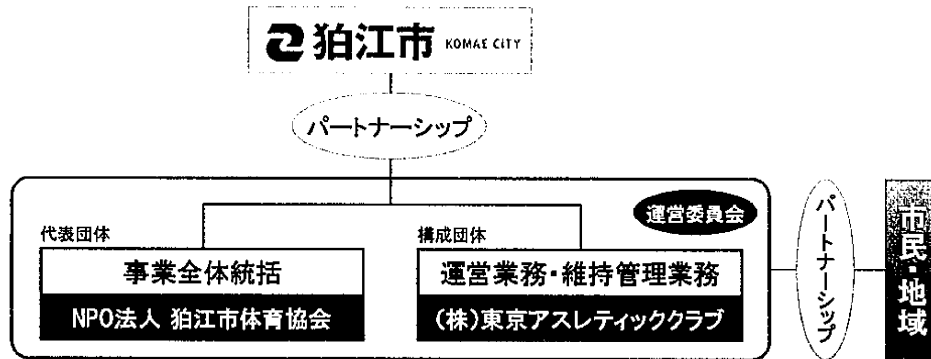 狛江市 KOMAE CITY
パートナーシップ
運営委員会
代表団体
事業全体統括
NPO法人 狛江市体育協会
構成団体
運営業務・維持管理業務
(株)東京アスレティッククラブ
パートナーシップ
市民・地域